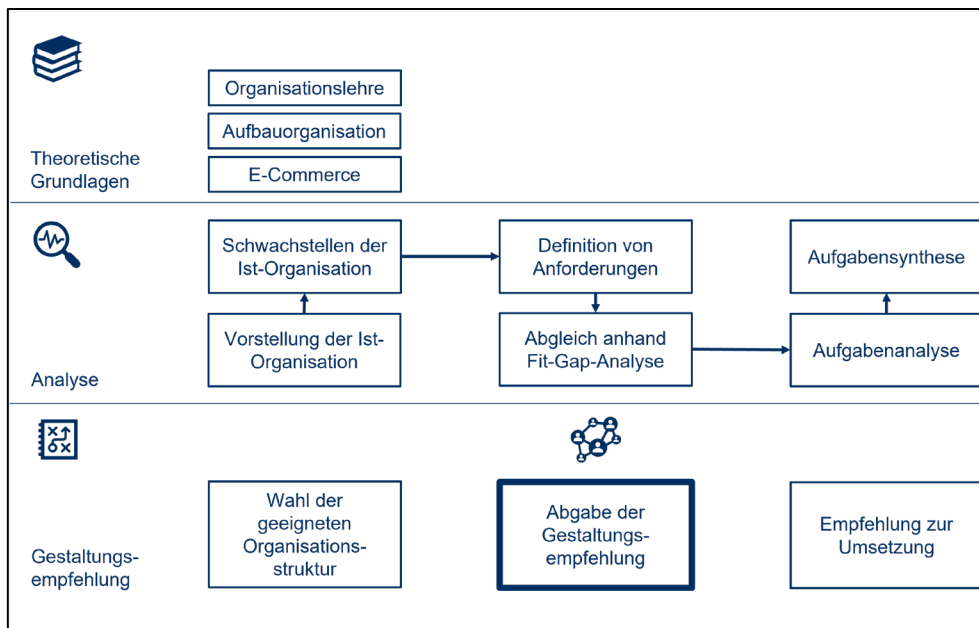 Organisationslehre
Aufbauorganisation
E-Commerce
Theoretische
Grundlagen
Schwachstellen der
Ist-Organisation
Definition von
Anforderungen
Aufgabensynthese
Vorstellung der Ist-
Organisation
Abgleich anhand
Fit-Gap-Analyse
Aufgabenanalyse
Analyse
Wahl der
geeigneten
Organisations-
struktur
Abgabe der
Gestaltungs-
empfehlung
Empfehlung zur
Umsetzung
Gestaltungs-
empfehlung